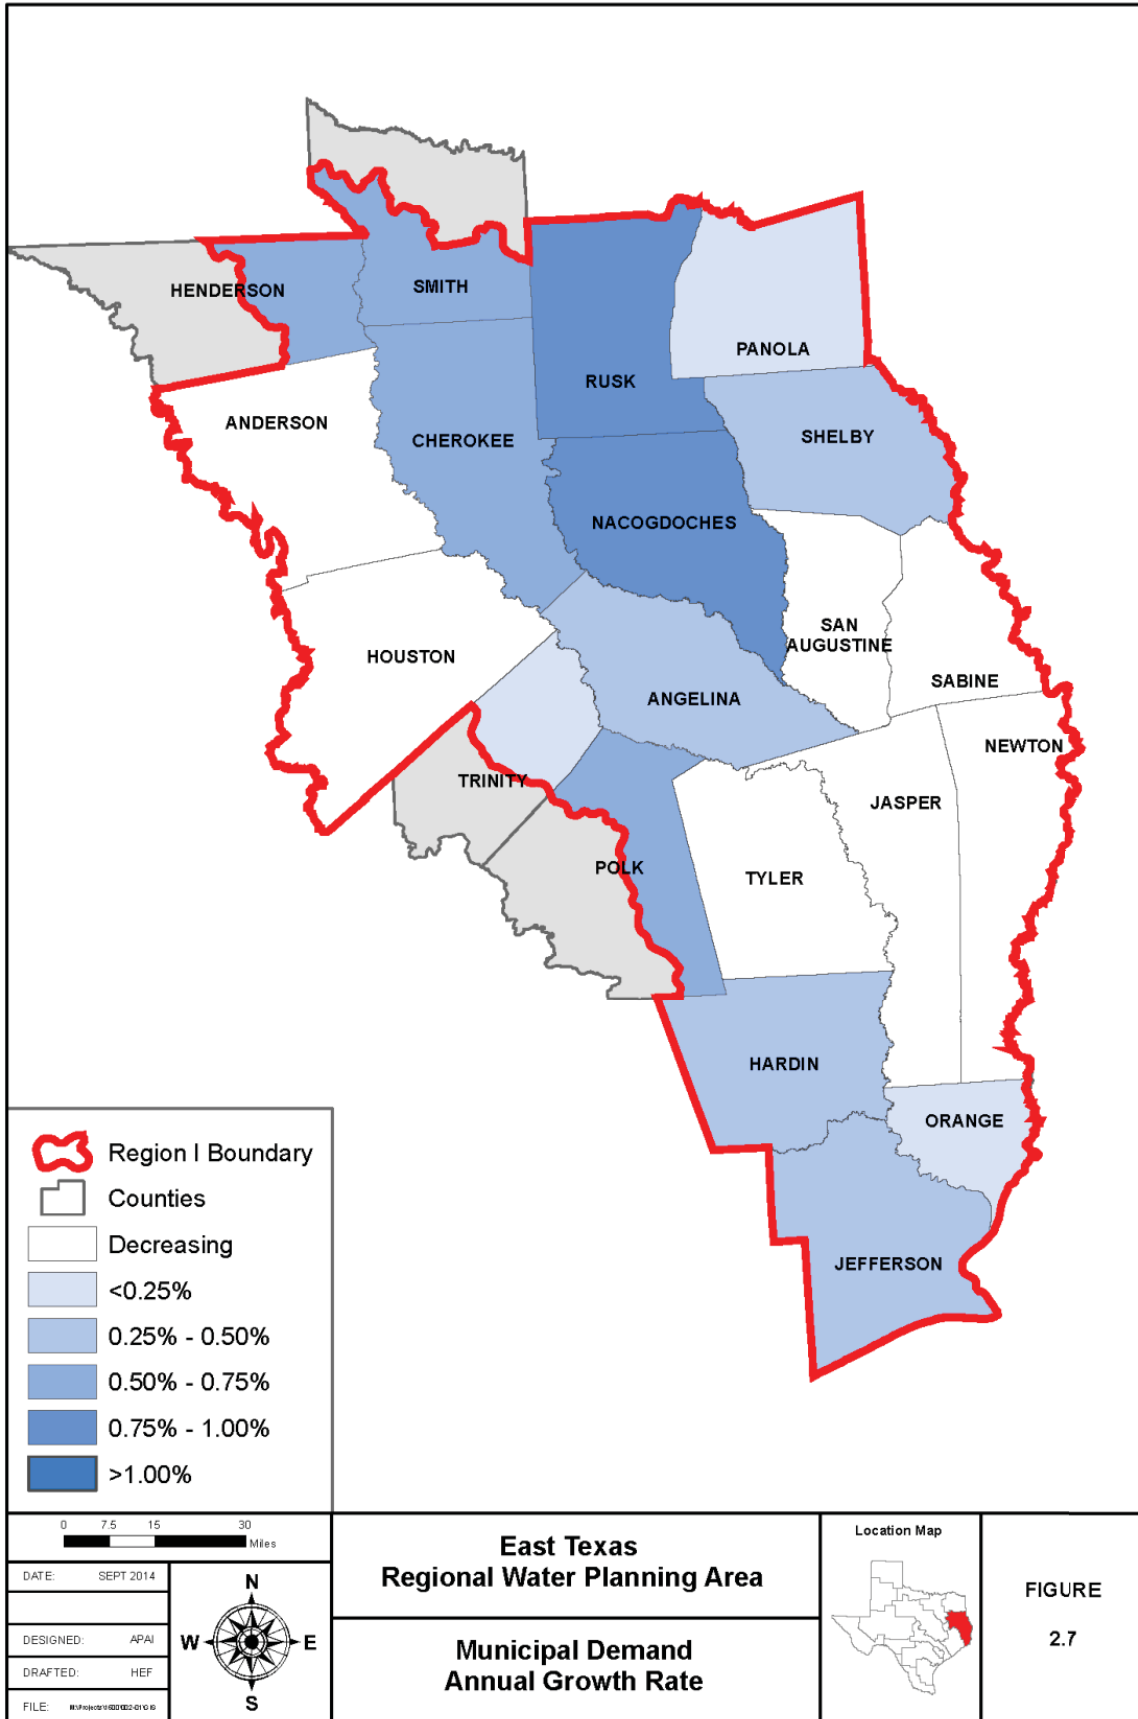 HENDERSON
SMITH
PANOLA
RUSK
ANDERSON
CHEROKEE
SHELBY
NACOGDOCHES
SAN
AUGUSTINE
HOUSTON
SABINE
ANGELINA
NEWTON
TRINITY
JASPER
POLK
TYLER
HARDIN
ORANGE
JEFFERSON
Region I Boundary
Counties
Decreasing
<0.25%
0.25% - 0.50%
0.50% - 0.75%
0.75% - 1.00%
>1.00%
0 7.5 15 30
Miles
DATE: SEPT 2014
DESIGNED: APAI
DRAFTED: HEF
FILE:
N
W E
S
East Texas
Regional Water Planning Area
Municipal Demand
Annual Growth Rate
Location Map
FIGURE
2.7